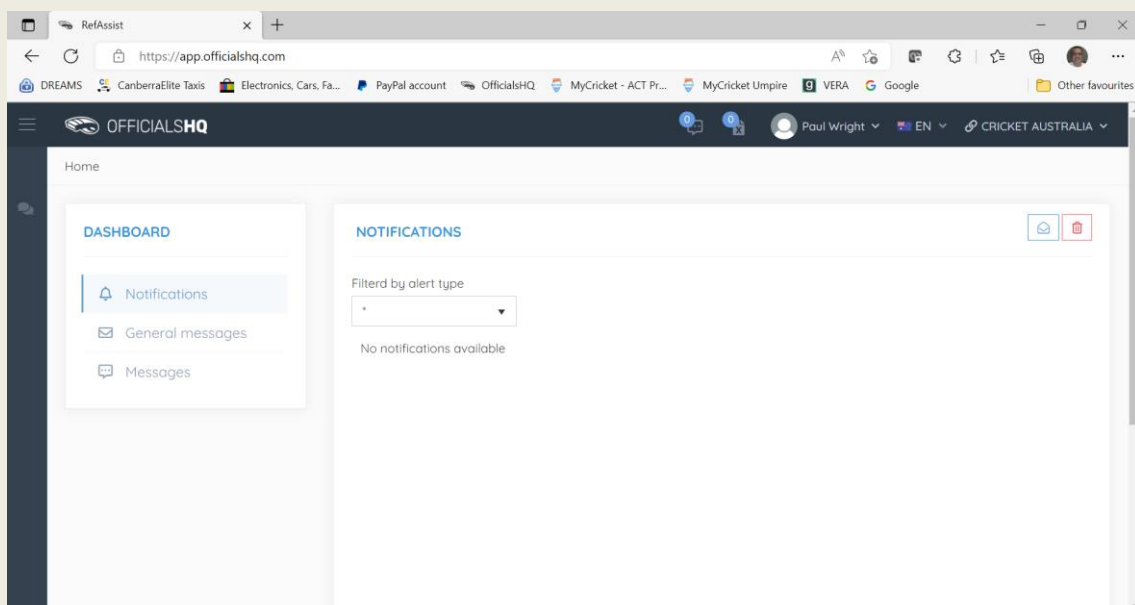 RefAssist
https://app.officialshq.com
DREAMS CanberraElite Taxis Electronics, Cars, Fa... PayPal account OfficialsHQ MyCricket - ACT Pr... MyCricket Umpire VERA Google Other favourites
OFFICIALSHQ 0 0 Paul Wright EN CRICKET AUSTRALIA
Home
DASHBOARD
Notifications
General messages
Messages
NOTIFICATIONS
Filterd by alert type
*
No notifications available